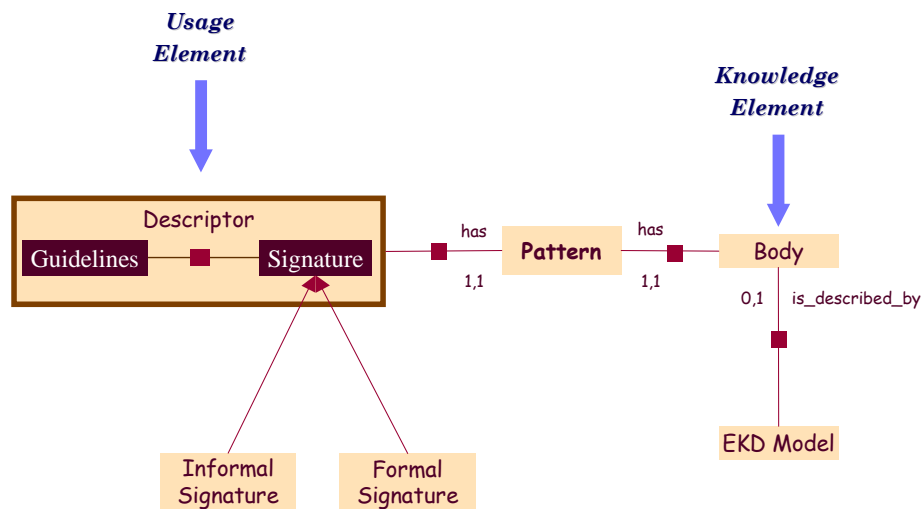 Usage
Element
Knowledge
Element
Descriptor
Guidelines
Signature
has
1,1
Pattern
has
1,1
Body
0,1
is_described_by
EKD Model
Informal
Signature
Formal
Signature